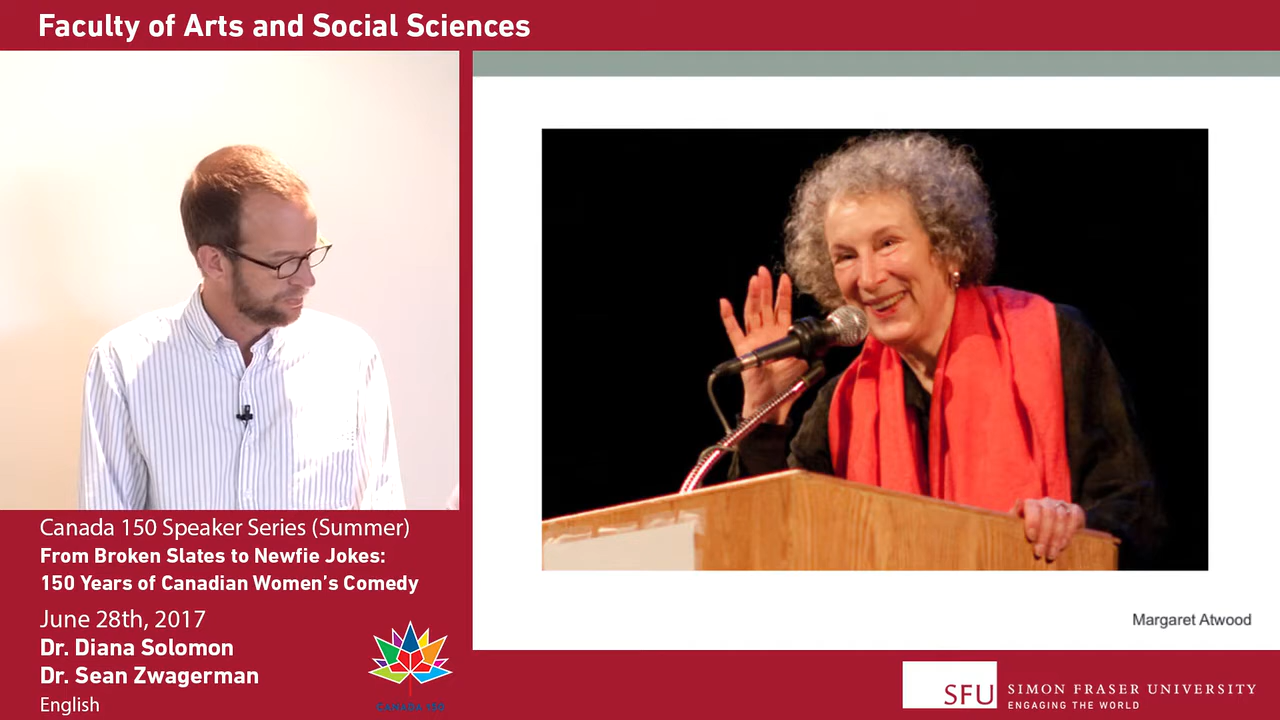 Faculty of Arts and Social Sciences
Canada 150 Speaker Series (Summer)
From Broken Slates to Newfie Jokes:
150 Years of Canadian Women's Comedy
June 28th, 2017
Dr. Diana Solomon
Dr. Sean Zwagerman
English
CANADA 150
Margaret Atwood
SFU
SIMON FRASER UNIVERSITY
ENGAGING THE WORLD